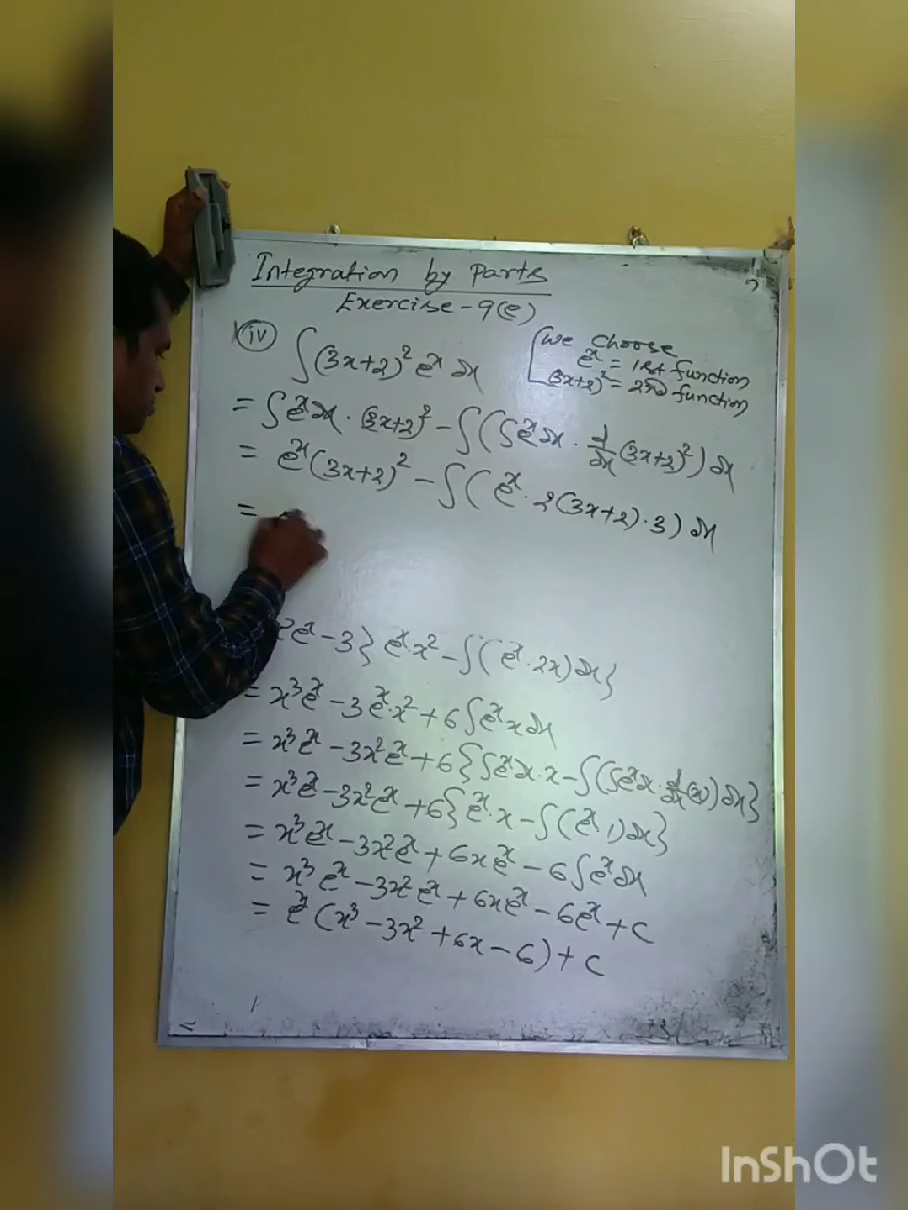 Integration by Parts
Exercise - 9(e)
(iv) ∫(3x+2)² eˣ dx
[We choose
eˣ = 1st function
(3x+2)² = 2nd function
= ∫eˣdx · (3x+2)² - ∫(∫eˣdx · d/dx (3x+2)²) dx
= eˣ(3x+2)² - ∫(eˣ · 2(3x+2)·3) dx
=
eˣ - 3} eˣ·x² - ∫(eˣ·2x)dx}
= x³eˣ - 3eˣ·x² + 6∫eˣxdx
= x³eˣ - 3x²eˣ + 6{∫eˣdx·x - ∫(∫eˣdx·d/dx(x))dx}
= x³eˣ - 3x²eˣ + 6{eˣ·x - ∫(eˣ·1)dx}
= x³eˣ - 3x²eˣ + 6xeˣ - 6∫eˣdx
= x³eˣ - 3x²eˣ + 6xeˣ - 6eˣ + c
= eˣ(x³ - 3x² + 6x - 6) + c
InShOt